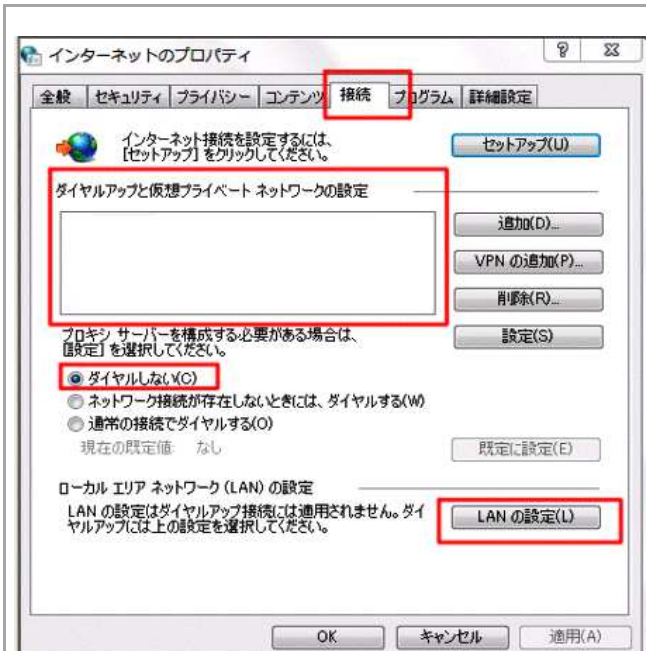 インターネットのプロパティ
全般 セキュリティ プライバシー コンテンツ 接続 プログラム 詳細設定
インターネット接続を設定するには、
[セットアップ] をクリックしてください。
セットアップ(U)
ダイヤルアップと仮想プライベート ネットワークの設定
追加(D)...
VPN の追加(P)...
削除(R)...
プロキシ サーバーを構成する必要がある場合は、
[設定] を選択してください。
設定(S)
ダイヤルしない(C)
ネットワーク接続が存在しないときには、ダイヤルする(W)
通常の接続でダイヤルする(O)
現在の既定値: なし
既定に設定(E)
ローカル エリア ネットワーク (LAN) の設定
LAN の設定はダイヤルアップ接続には適用されません。ダイ
ヤルアップには上の設定を選択してください。
LAN の設定(L)
OK キャンセル 適用(A)